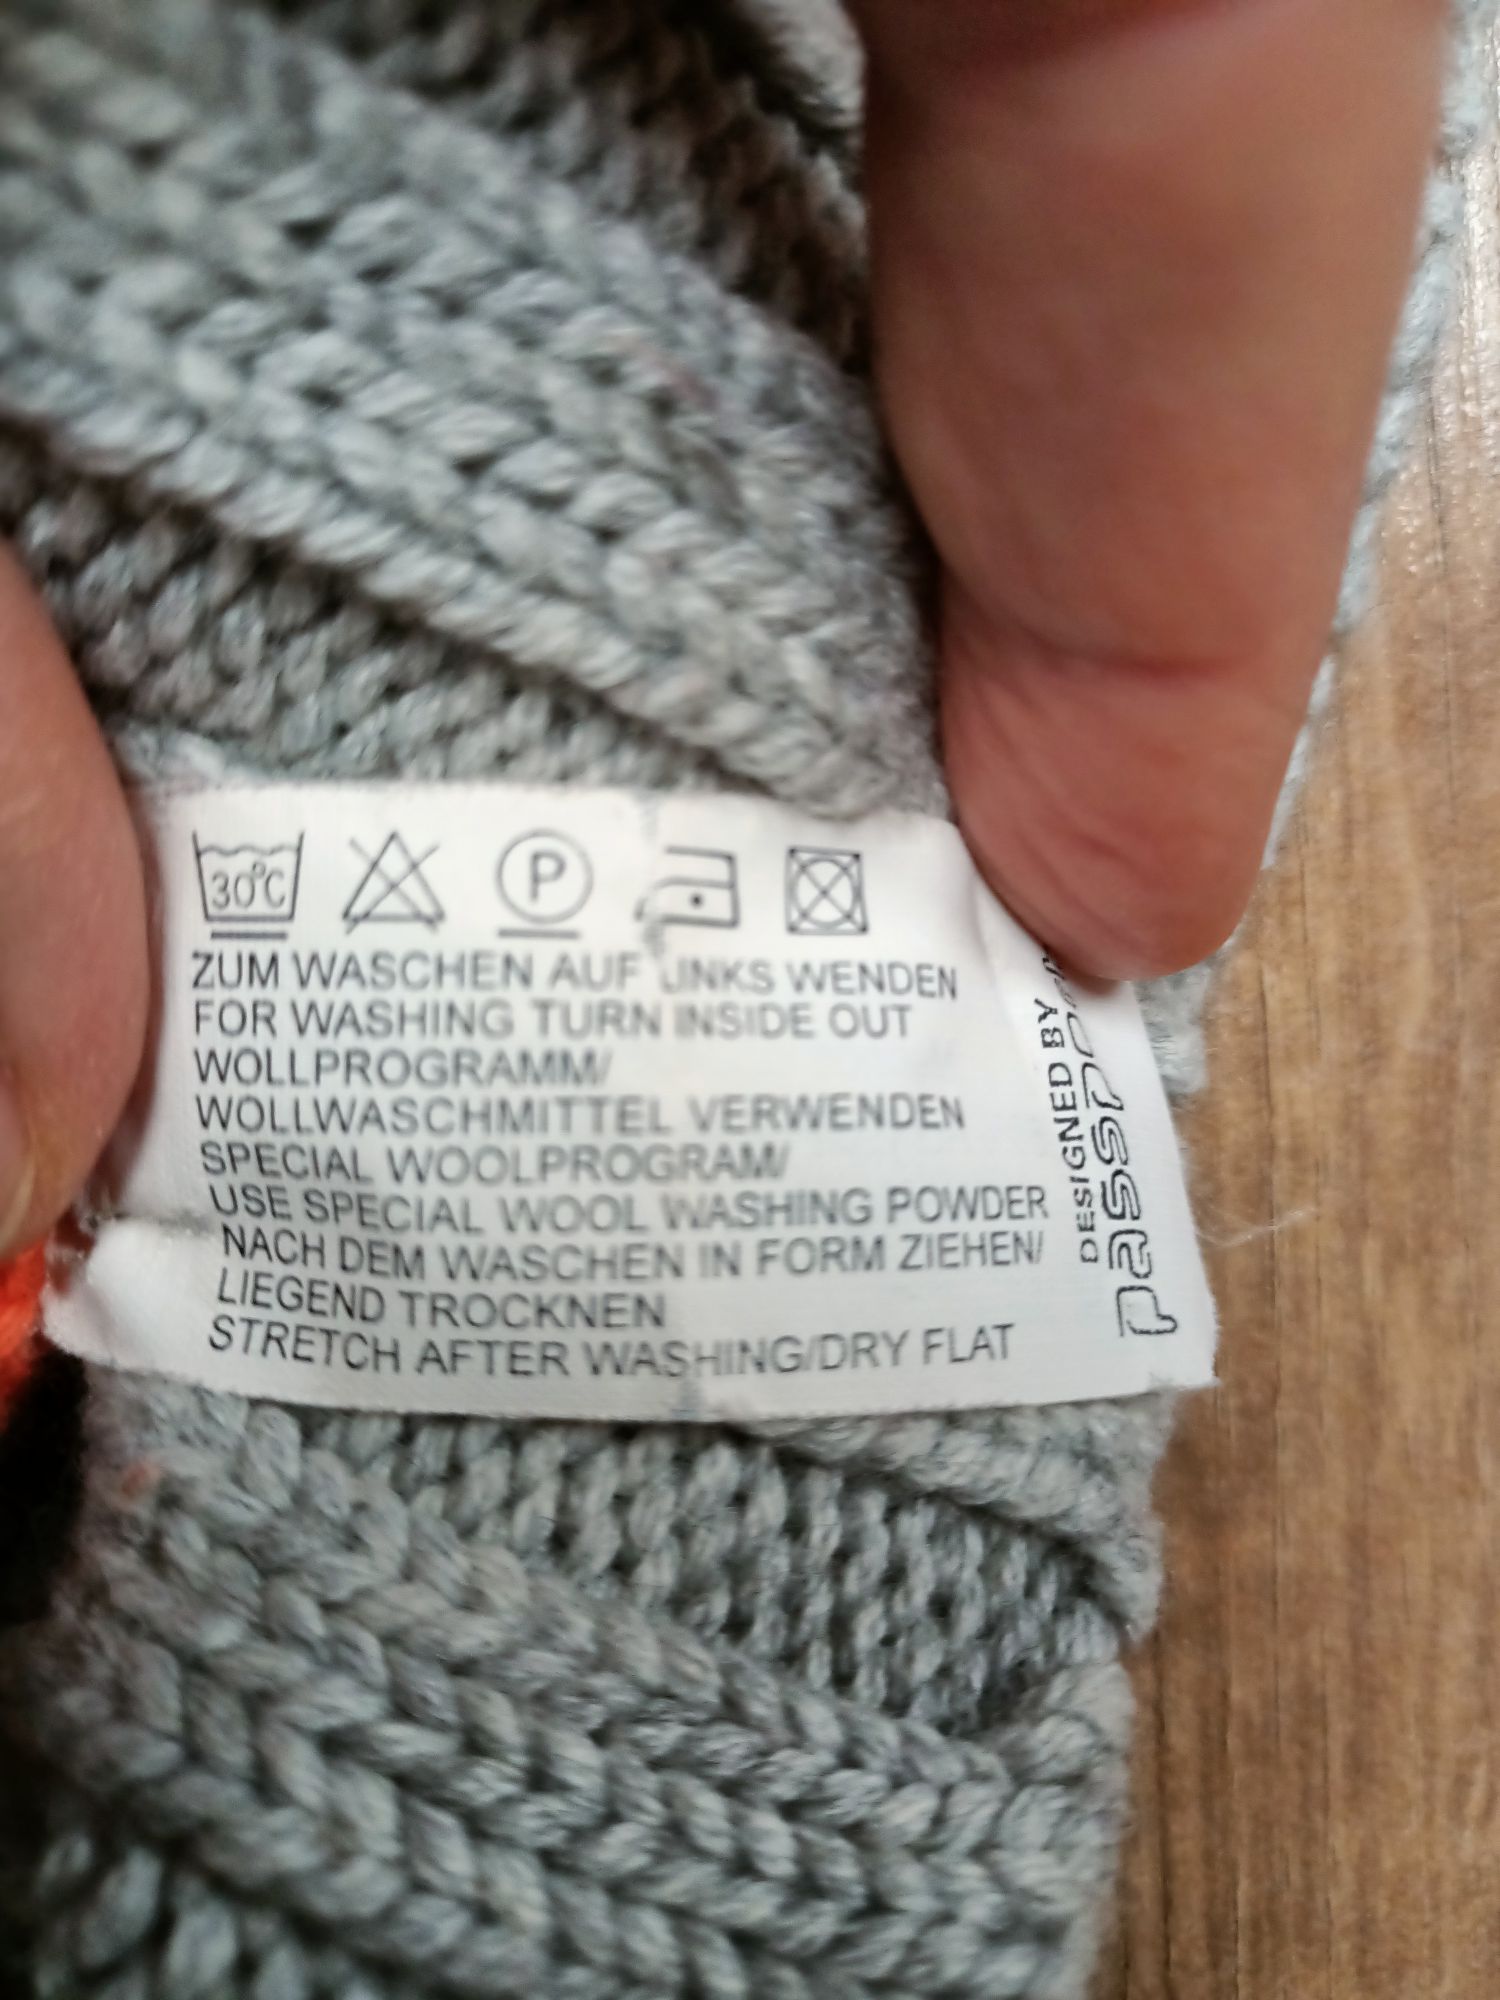 30°C
P
ZUM WASCHEN AUF LINKS WENDEN
FOR WASHING TURN INSIDE OUT
WOLLPROGRAMM/
WOLLWASCHMITTEL VERWENDEN
SPECIAL WOOLPROGRAM/
USE SPECIAL WOOL WASHING POWDER
NACH DEM WASCHEN IN FORM ZIEHEN/
LIEGEND TROCKNEN
STRETCH AFTER WASHING/DRY FLAT
DESIGNED BY